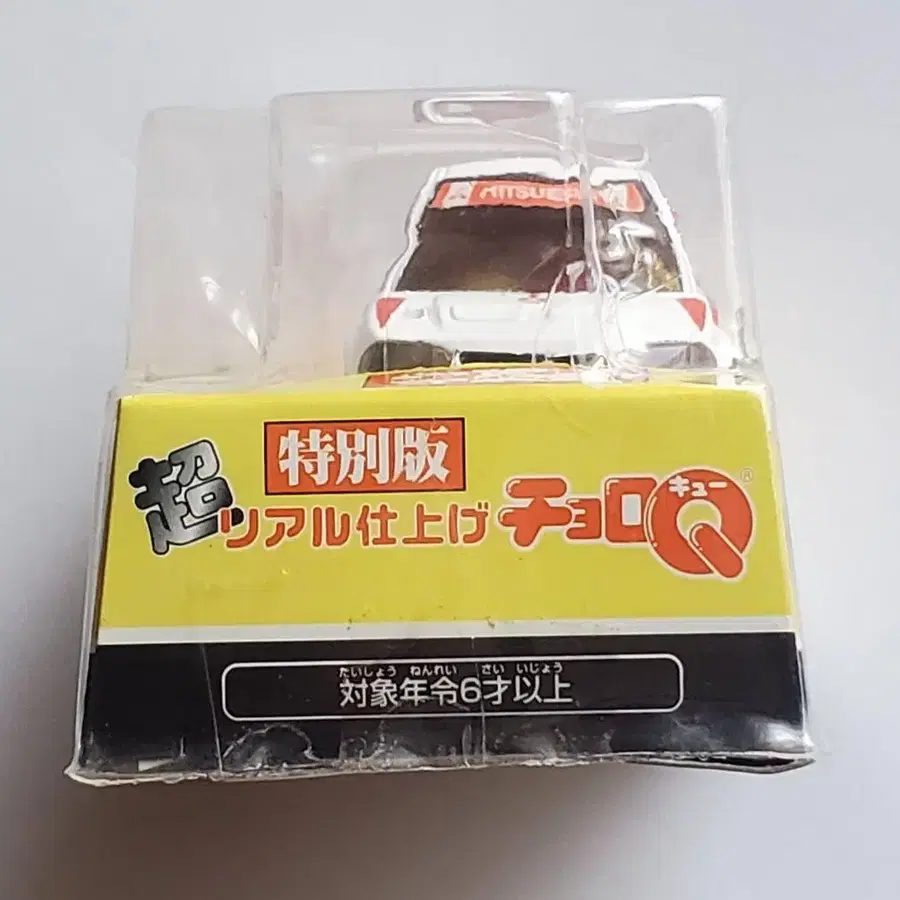 MITSUBISHI
特別版
超リアル仕上げ チョロQ キュー ®
たいしょう ねんれい さい いじょう
対象年令6才以上